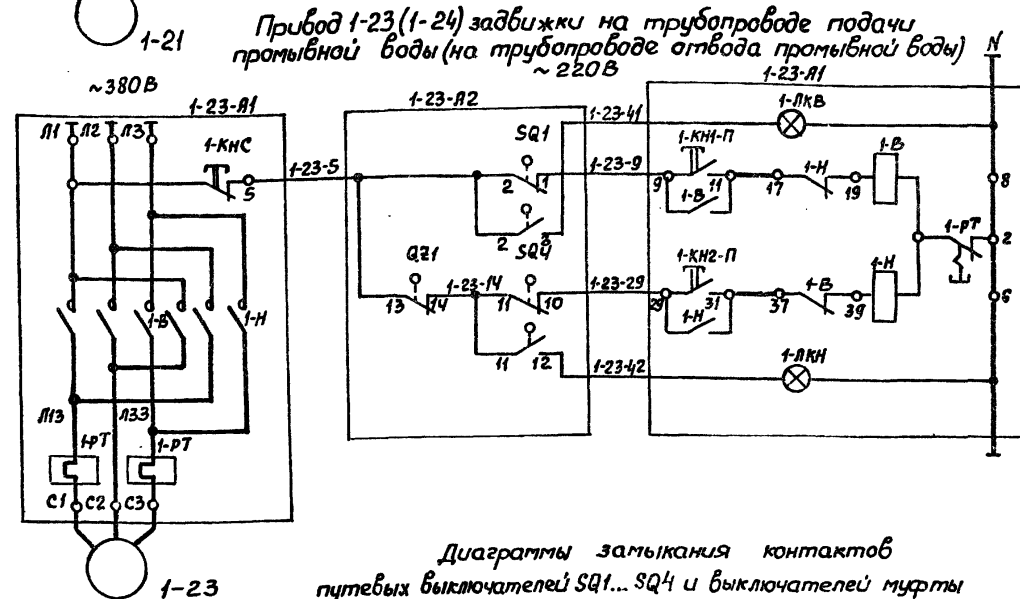 1-21
Привод 1-23 (1-24) задвижки на трубопроводе подачи
промывной воды (на трубопроводе отвода промывной воды)
~380В
~220В
N
1-23-Я1
1-23-Я2
1-23-Я1
Л1 Л2 Л3
1-КНС
5
1-23-5
SQ1
2 1
2 3
SQ4
1-23-41
1-ЛКВ
1-23-9
9
1-КН1-П
11
1-В
17
1-Н
19
1-В
8
1-РТ
2
QZ1
13 14
1-23-14
11 10
11 12
1-23-29
29
1-КН2-П
31
1-Н
37
1-В
39
1-Н
6
1-23-42
1-ЛКН
1-В
1-Н
Л13
Л33
1-РТ
1-РТ
С1 С2 С3
1-23
Диаграммы замыкания контактов
путевых выключателей SQ1... SQ4 и выключателей муфты